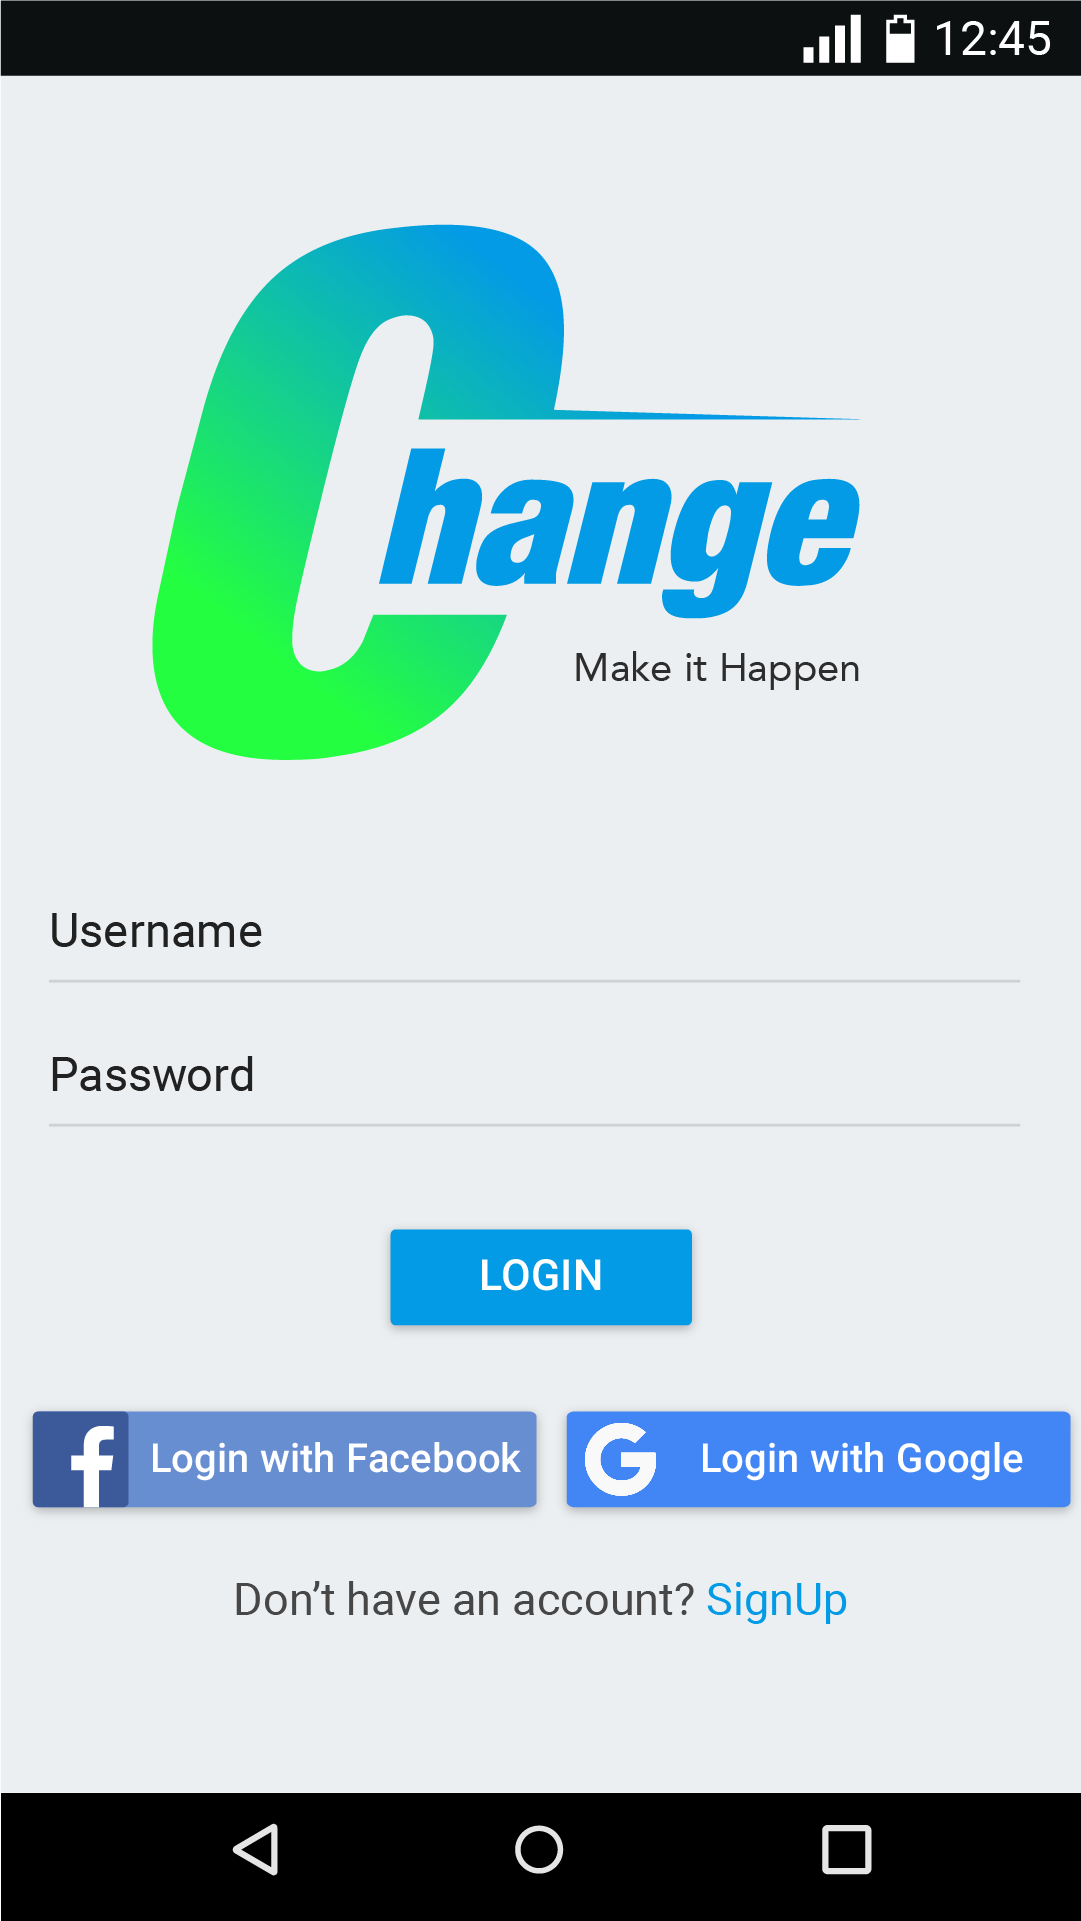 12:45
Change
Make it Happen
Username
Password
LOGIN
Login with Facebook
Login with Google
Don’t have an account? SignUp